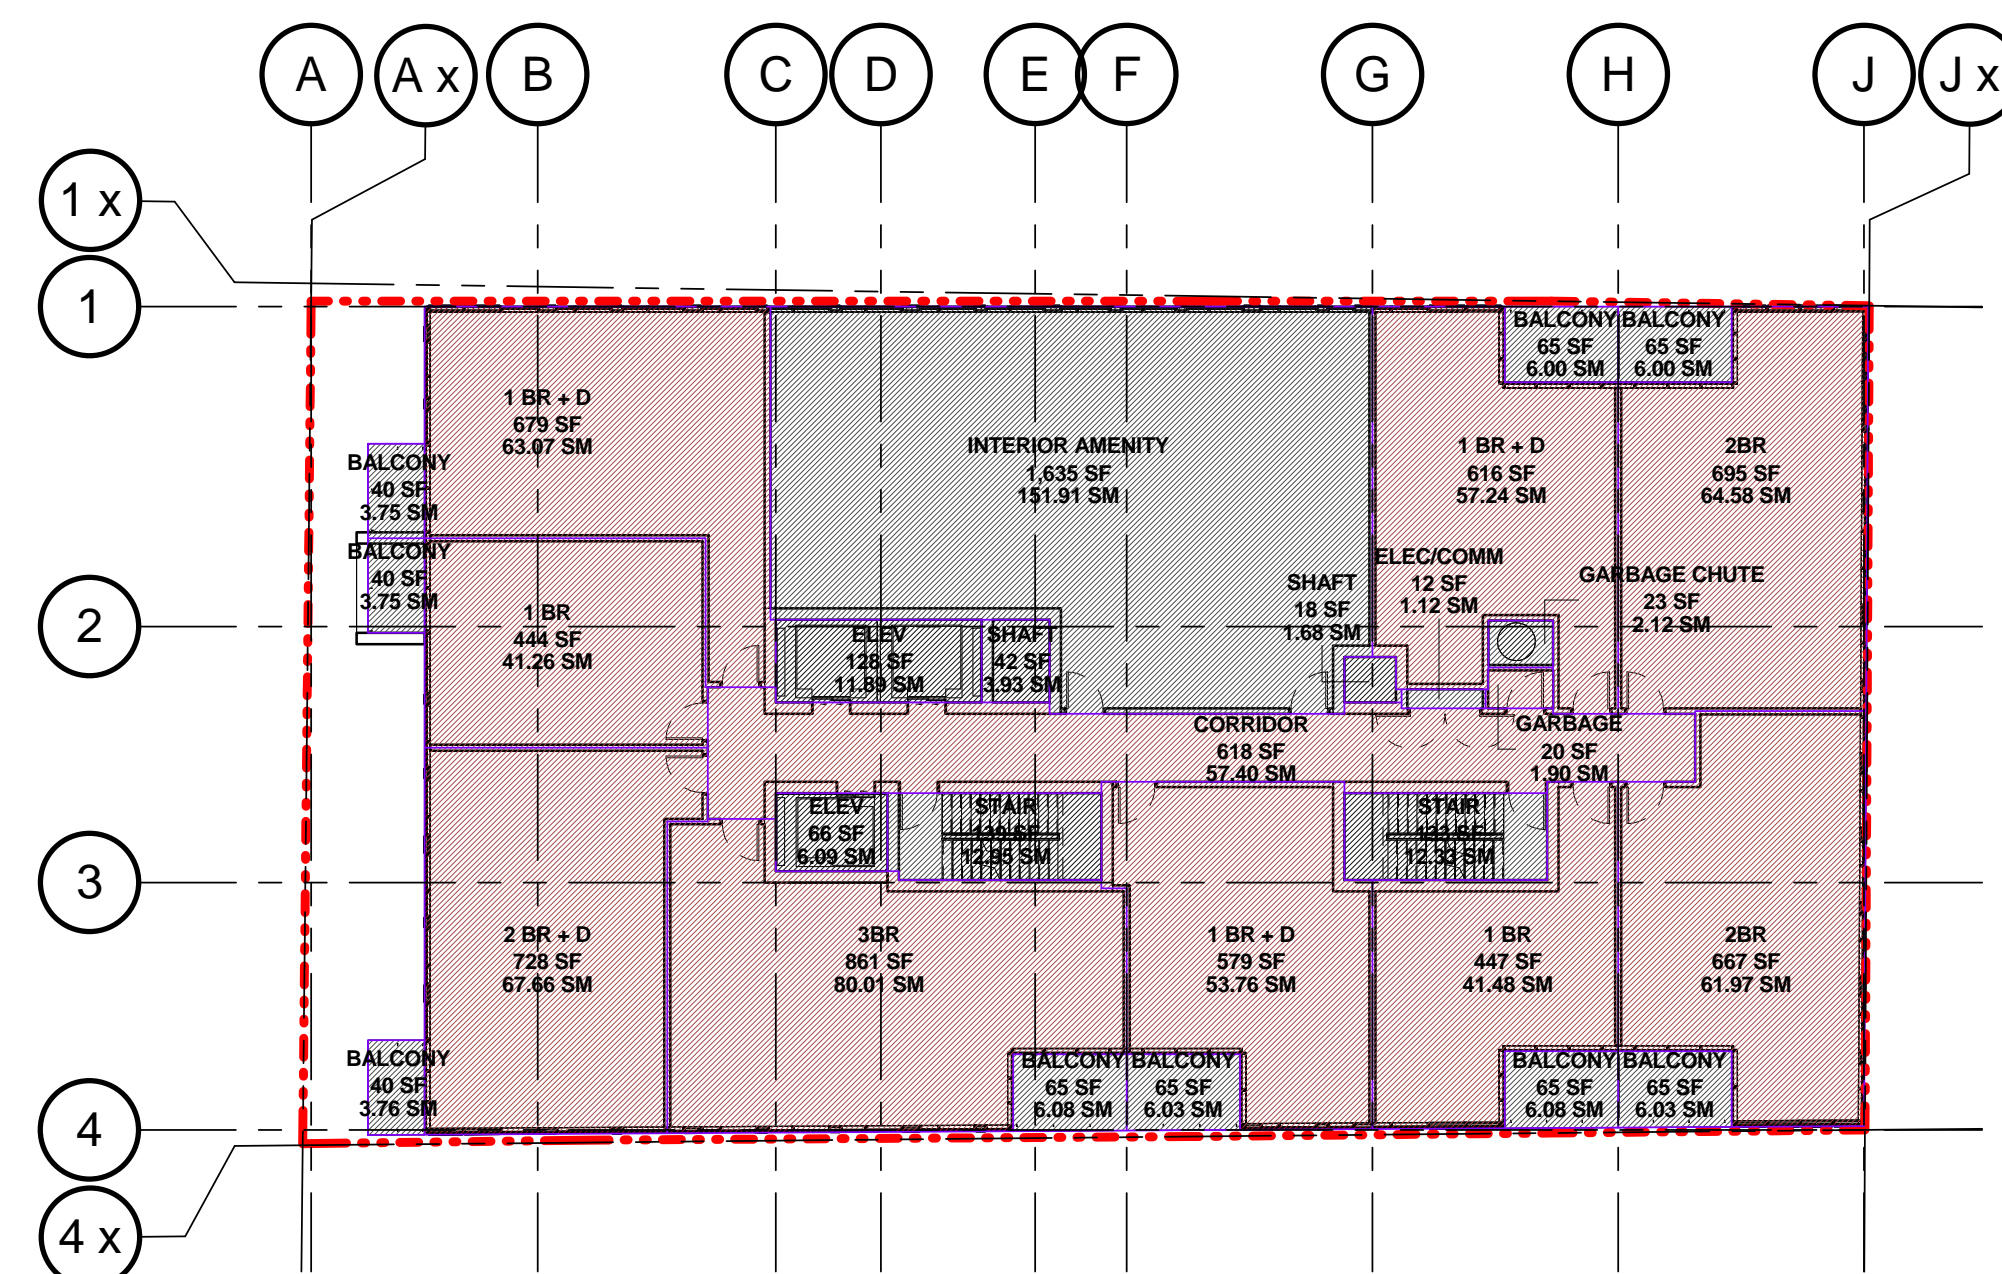 A
A x
B
C
D
E
F
G
H
J
J x
1 x
1
2
3
4
4 x
BALCONY
65 SF
6.00 SM
BALCONY
65 SF
6.00 SM
1 BR + D
679 SF
63.07 SM
INTERIOR AMENITY
1,635 SF
151.91 SM
1 BR + D
616 SF
57.24 SM
2BR
695 SF
64.58 SM
BALCONY
40 SF
3.75 SM
BALCONY
40 SF
3.75 SM
1 BR
444 SF
41.26 SM
ELEV
128 SF
11.89 SM
SHAFT
42 SF
3.93 SM
SHAFT
18 SF
1.68 SM
ELEC/COMM
12 SF
1.12 SM
GARBAGE CHUTE
23 SF
2.12 SM
CORRIDOR
618 SF
57.40 SM
GARBAGE
20 SF
1.90 SM
ELEV
66 SF
6.09 SM
STAIR
12.95 SM
STAIR
12.33 SM
2 BR + D
728 SF
67.66 SM
3BR
861 SF
80.01 SM
1 BR + D
579 SF
53.76 SM
1 BR
447 SF
41.48 SM
2BR
667 SF
61.97 SM
BALCONY
40 SF
3.76 SM
BALCONY
65 SF
6.08 SM
BALCONY
65 SF
6.03 SM
BALCONY
65 SF
6.08 SM
BALCONY
65 SF
6.03 SM